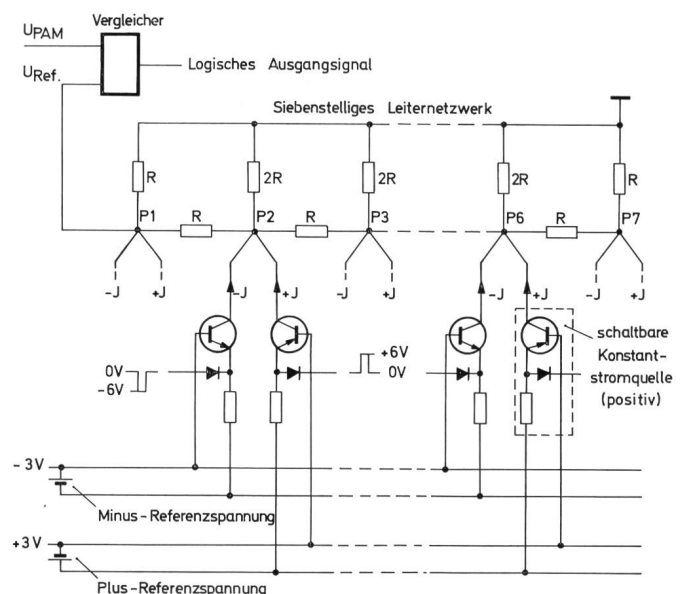 Vergleicher
UPAM
URef.
Logisches Ausgangsignal
Siebenstelliges Leiternetzwerk
R
2R
2R
2R
R
P1
R
P2
R
P3
P6
R
P7
-J
+J
-J
+J
-J
+J
-J
+J
-J
+J
0V
-6V
+6V
0V
schaltbare
Konstant-
stromquelle
(positiv)
-3V
Minus-Referenzspannung
+3V
Plus-Referenzspannung